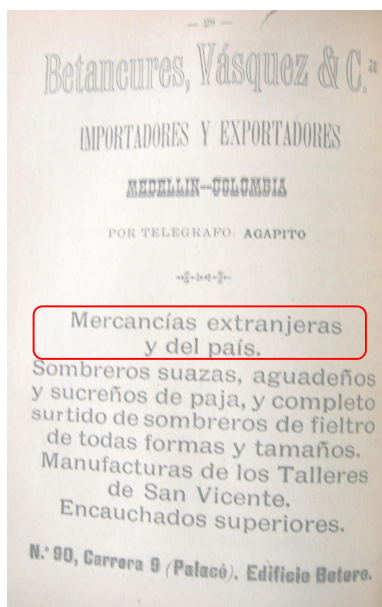 — 28 —
Betancures, Vásquez & C.ª
IMPORTADORES Y EXPORTADORES
MEDELLIN--COLOMBIA
POR TELEGRAFO: AGAPITO
Mercancías extranjeras
y del país.
Sombreros suazas, aguadeños
y sucreños de paja, y completo
surtido de sombreros de fieltro
de todas formas y tamaños.
Manufacturas de los Talleres
de San Vicente.
Encauchados superiores.
N.º 90, Carrera 9 (Palacé). Edificio Botero.